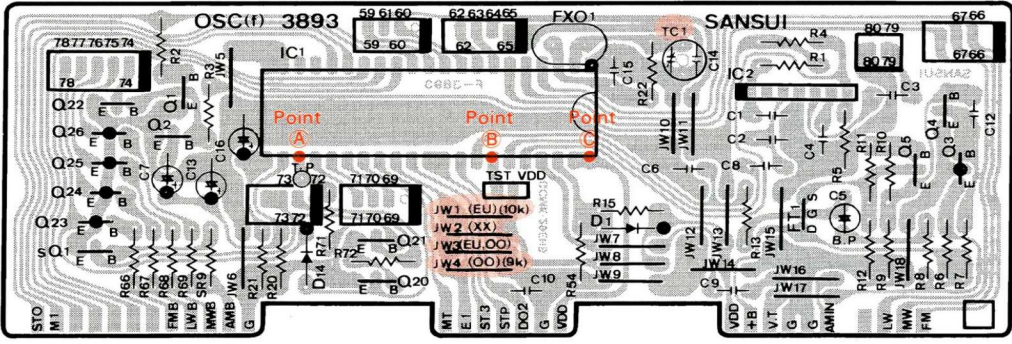 OSC(f) 3893
59 61 60
62 63 64 65
FXO1
TC1
SANSUI
80 79
67 66
78 77 76 75 74
R2
R3
JW5
IC1
59 60
62 65
C15
R22
C14
R4
R1
IC2
80 79
67 66
78 74
F-3893
SANSUI
Q22
E B
Q1
B
E
C3
Q4
B
E
C12
Point
A
Point
B
Point
C
Q26
E B
Q2
E B
C16
JW10
JW11
C1
C2
C4
R11
R10
Q5
B
E
Q3
B
E
Q25
E B
C7
C13
T.P
73 72
71 70 69
TST VDD
C6
C8
R5
Q24
E B
JW1 (EU)(10k)
R15
C5
Q23
E B
73 72
R71
71 70 69
JW2 (XX)
D1
JW12
JW13
R13
JW15
FT1
D G S
B.P
SQ1
E B
R72
E B
Q21
JW3(EU.OO)
JW7
JW4 (OO)(9k)
JW8
JW14
R66
R67
R68
R69
SR9
JW6
R21
R20
D14
E B
Q20
C10
R54
JW9
C9
JW16
JW17
R12
R9
JW18
R8
R6
R7
STO
M1
FMB
LWB
MWB
AMB
G
MT
E.1
ST.3
STP
DO2
G
VDD
VDD
+B
V.T
G
G
AMIN
LW
MW
FM